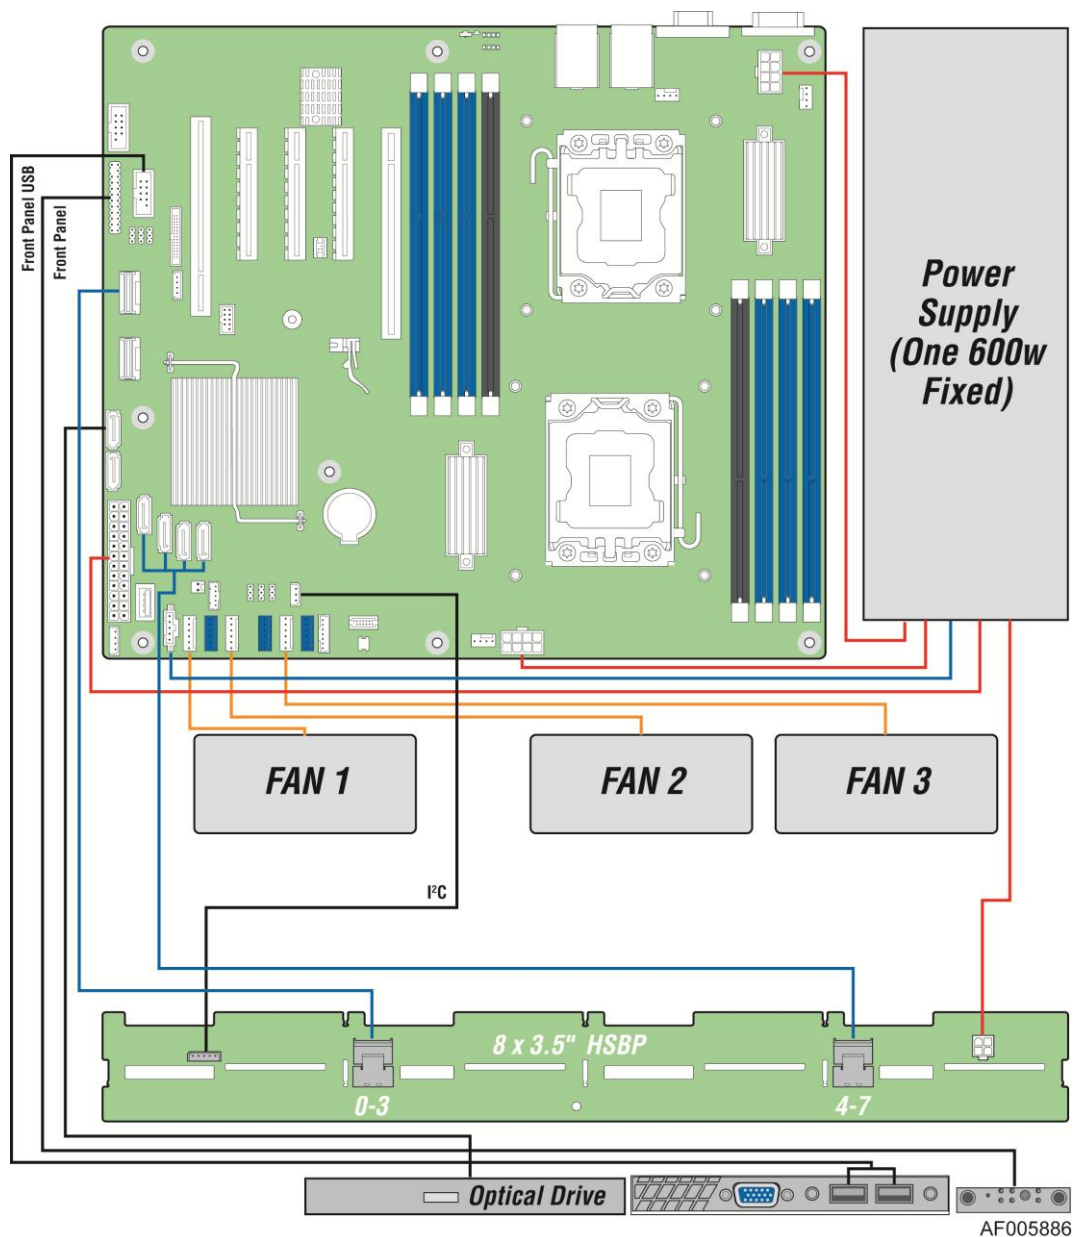 Front Panel USB
Front Panel
Power
Supply
(One 600w
Fixed)
FAN 1
FAN 2
FAN 3
I²C
8 x 3.5" HSBP
0-3
4-7
Optical Drive
AF005886